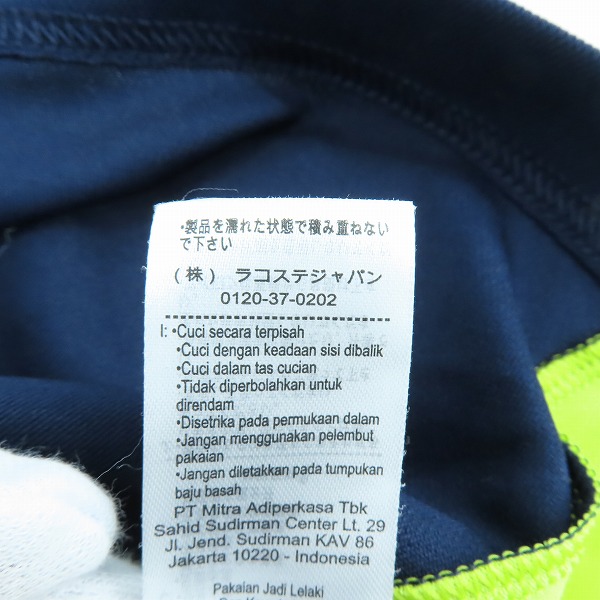 ・製品を濡れた状態で積み重ねない
で下さい
(株) ラコステジャパン
0120-37-0202
I: •Cuci secara terpisah
•Cuci dengan keadaan sisi dibalik
•Cuci dalam tas cucian
•Tidak diperbolahkan untuk
direndam
•Disetrika pada permukaan dalam
•Jangan menggunakan pelembut
pakaian
•Jangan diletakkan pada tumpukan
baju basah
PT Mitra Adiperkasa Tbk
Sahid Sudirman Center Lt. 29
Jl. Jend. Sudirman KAV 86
Jakarta 10220 - Indonesia
Pakaian Jadi Lelaki